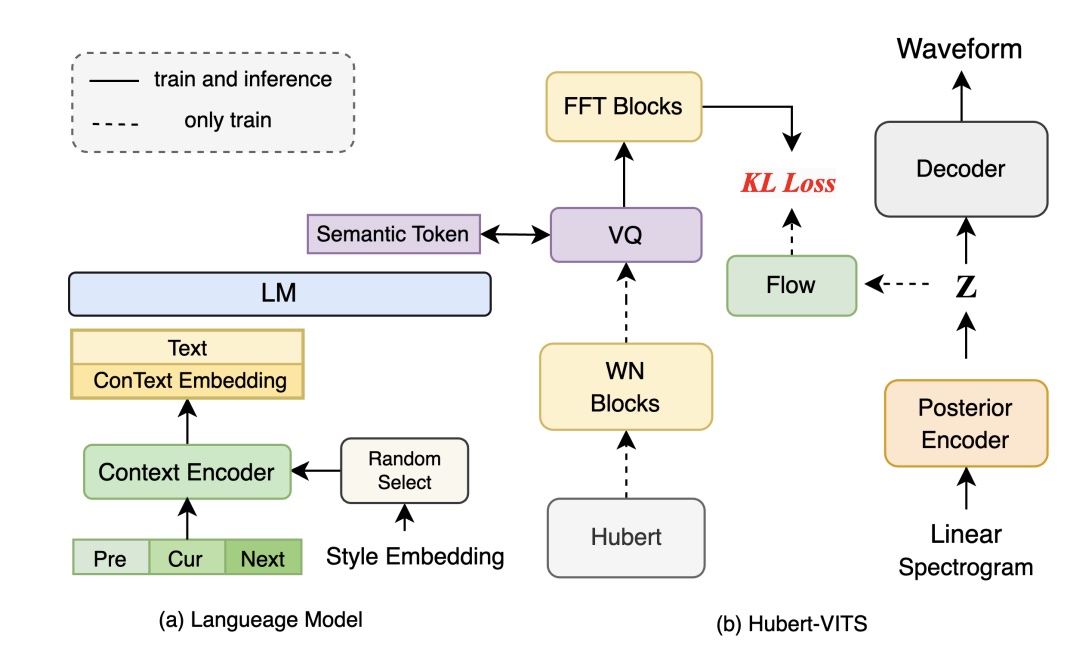 train and inference
only train
Semantic Token
LM
Text
ConText Embedding
Context Encoder
Random
Select
Pre Cur Next
Style Embedding
(a) Langueage Model
Waveform
FFT Blocks
KL Loss
Decoder
VQ
Flow
Z
WN
Blocks
Posterior
Encoder
Hubert
Linear
Spectrogram
(b) Hubert-VITS